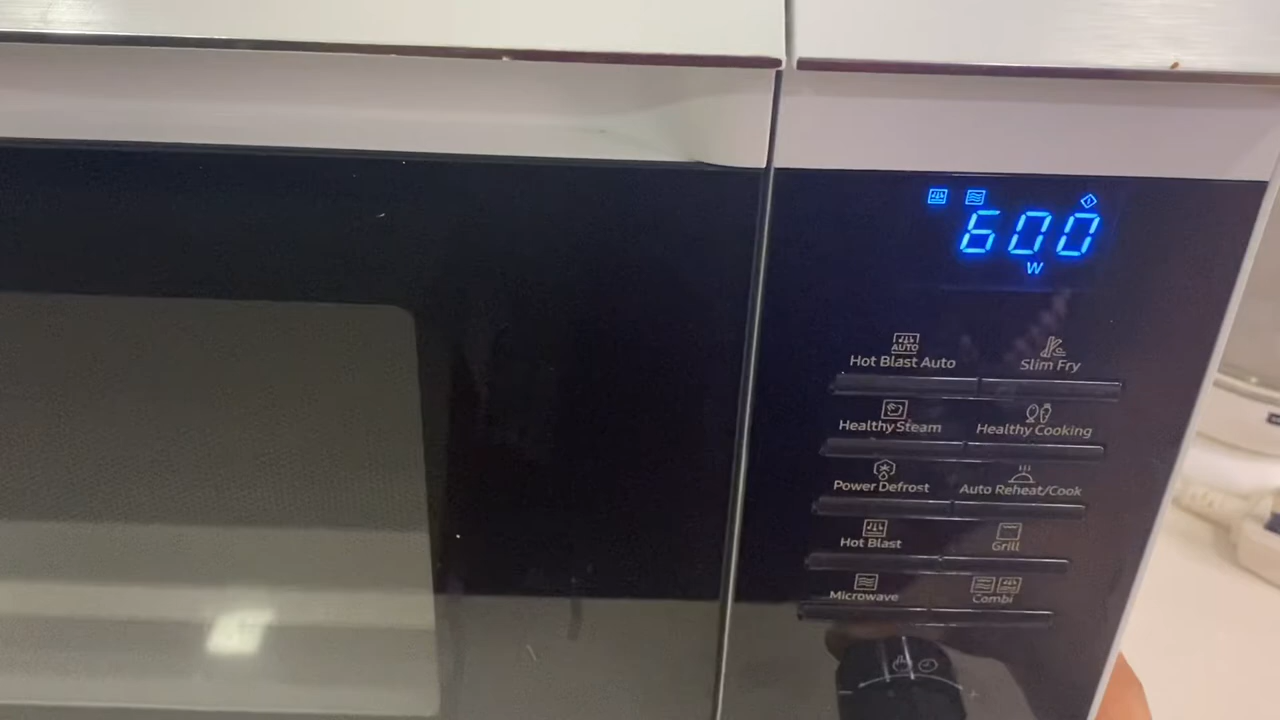 600
W
AUTO
Hot Blast Auto Slim Fry
Healthy Steam Healthy Cooking
Power Defrost Auto Reheat/Cook
Hot Blast Grill
Microwave Combi